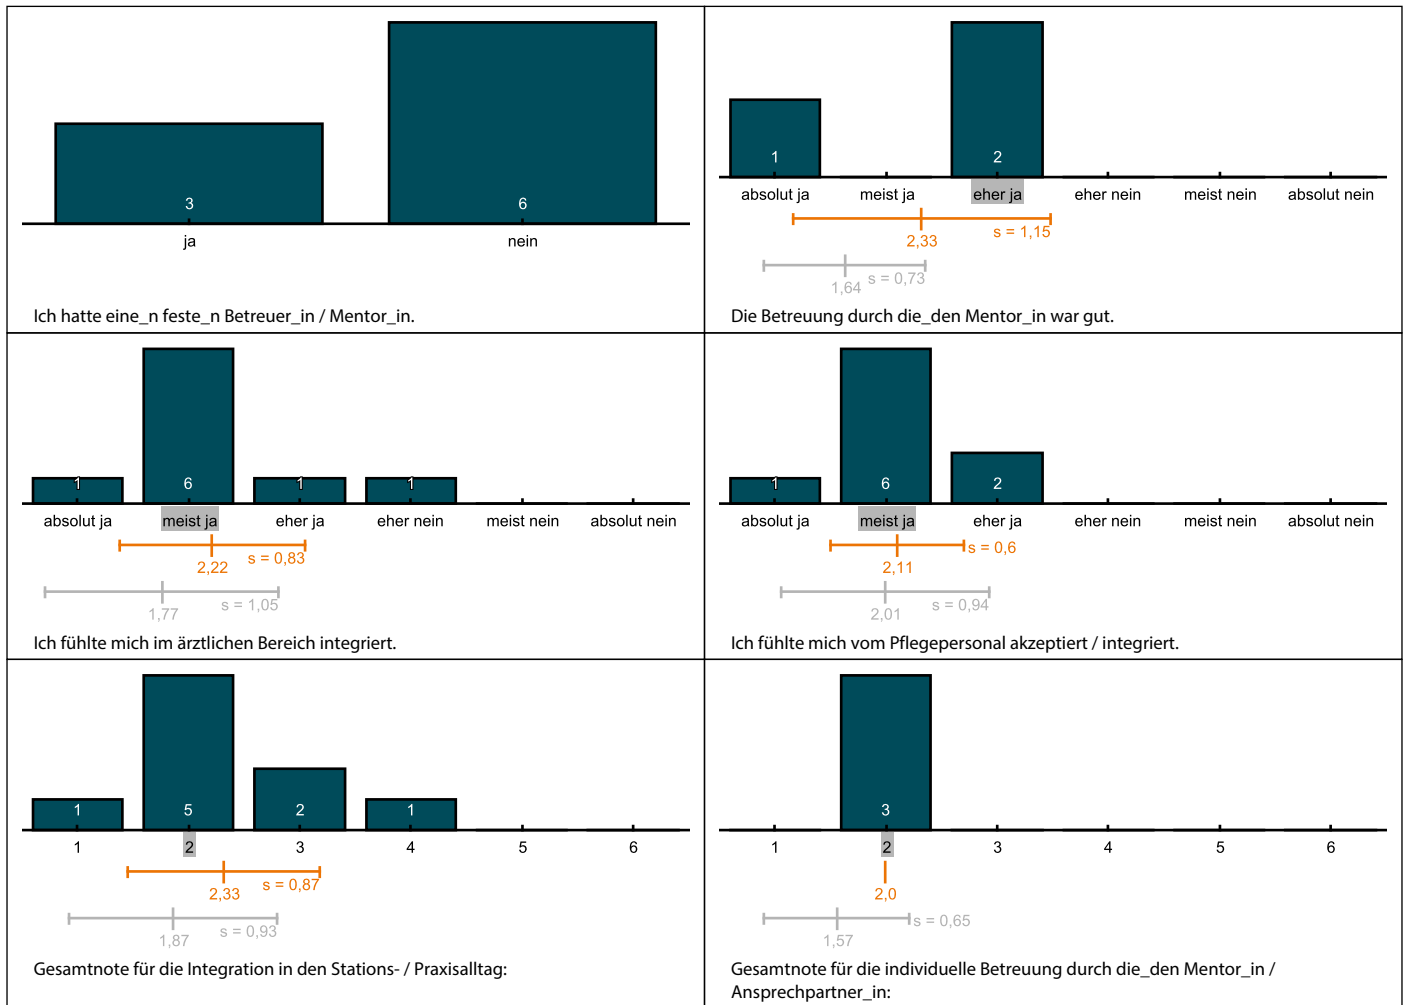 3
6
ja
nein
Ich hatte eine_n feste_n Betreuer_in / Mentor_in.
1
2
absolut ja
meist ja
eher ja
eher nein
meist nein
absolut nein
2,33
s = 1,15
1,64
s = 0,73
Die Betreuung durch die_den Mentor_in war gut.
1
6
1
1
absolut ja
meist ja
eher ja
eher nein
meist nein
absolut nein
2,22
s = 0,83
1,77
s = 1,05
Ich fühlte mich im ärztlichen Bereich integriert.
1
6
2
absolut ja
meist ja
eher ja
eher nein
meist nein
absolut nein
2,11
s = 0,6
2,01
s = 0,94
Ich fühlte mich vom Pflegepersonal akzeptiert / integriert.
1
5
2
1
1
2
3
4
5
6
2,33
s = 0,87
1,87
s = 0,93
Gesamtnote für die Integration in den Stations- / Praxisalltag:
3
1
2
3
4
5
6
2,0
1,57
s = 0,65
Gesamtnote für die individuelle Betreuung durch die_den Mentor_in /
Ansprechpartner_in: